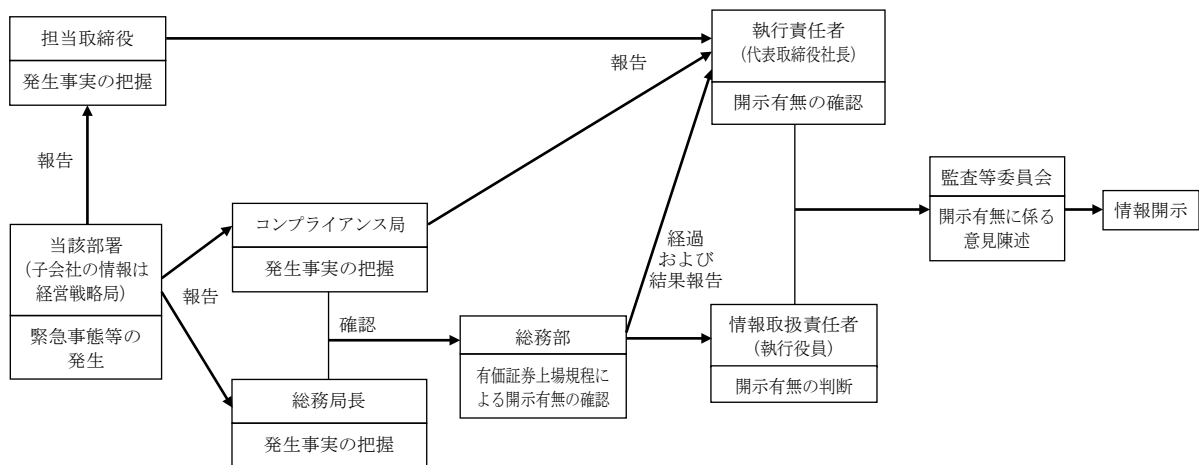 担当取締役
発生事実の把握
報告
当該部署
（子会社の情報は
経営戦略局）
緊急事態等の
発生
報告
コンプライアンス局
発生事実の把握
総務局長
発生事実の把握
確認
総務部
有価証券上場規程に
よる開示有無の確認
報告
経過
および
結果報告
執行責任者
（代表取締役社長）
開示有無の確認
情報取扱責任者
（執行役員）
開示有無の判断
監査等委員会
開示有無に係る
意見陳述
情報開示